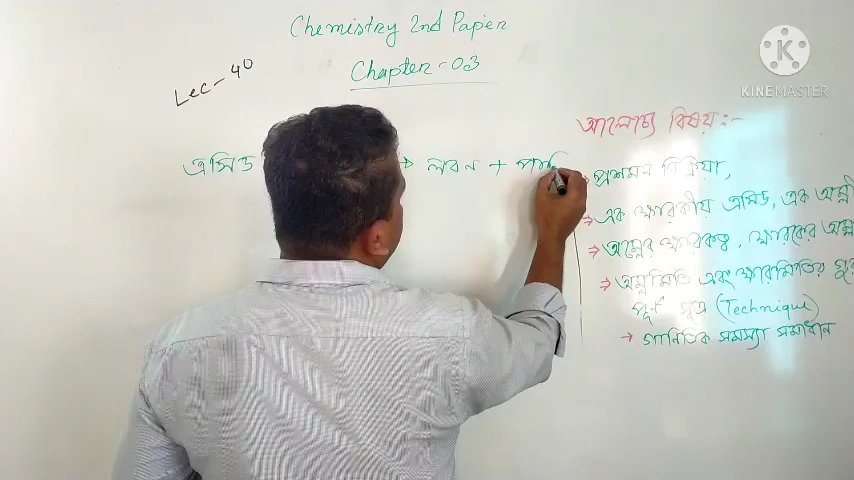 Chemistry 2nd Paper
Lec-40
Chapter-03
KINEMASTER
আলোচ্য বিষয় :-
এসিড → লবন + পানি
প্রশমন বিক্রিয়া,
→ এক ক্ষারকীয় এসিড, এক অম্লী
→ অম্লের ক্ষারকত্ব, ক্ষারকের অম্ল
→ অম্লমিতি এবং ক্ষারমিতির
সূত্র (Technique)
→ গানিতিক সমস্যা সমাধান